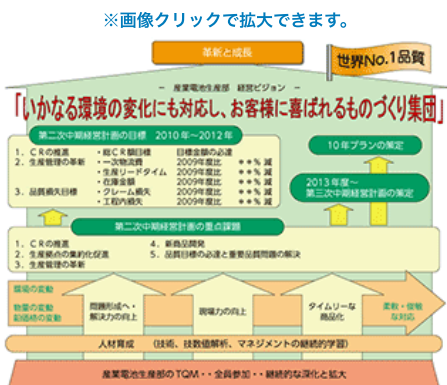 ※画像クリックで拡大できます。
革新と成長
世界No.1品質
− 産業電池生産部 経営ビジョン −
「いかなる環境の変化にも対応し、お客様に喜ばれるものづくり集団」
第二次中期経営計画の目標 2010年〜2012年
1. CRの推進 ・総CR額目標 目標金額の必達
2. 生産管理の革新 ・一次物流費 2009年度比 **% 減
・生産リードタイム 2009年度比 **% 減
・在庫金額 2009年度比 **% 減
3. 品質損失目標 ・クレーム損失 2009年度比 **% 減
・工程内損失 2009年度比 **% 減
10年プランの策定
2013年度〜
第三次中期経営計画の策定
第二次中期経営計画の重点課題
1. CRの推進 4. 新商品開発
2. 生産拠点の集約化促進 5. 品質目標の必達と重要品質問題の解決
3. 生産管理の革新
環境の変動
物量の変動
鉛価格の変動
問題形成へ・
解決力の向上
現場力の向上
タイムリーな
商品化
柔軟・俊敏
な対応
人材育成 (技術、技数値解析、マネジメントの継続的学習)
産業電池生産部のTQM・・全員参加・・継続的な深化と拡大